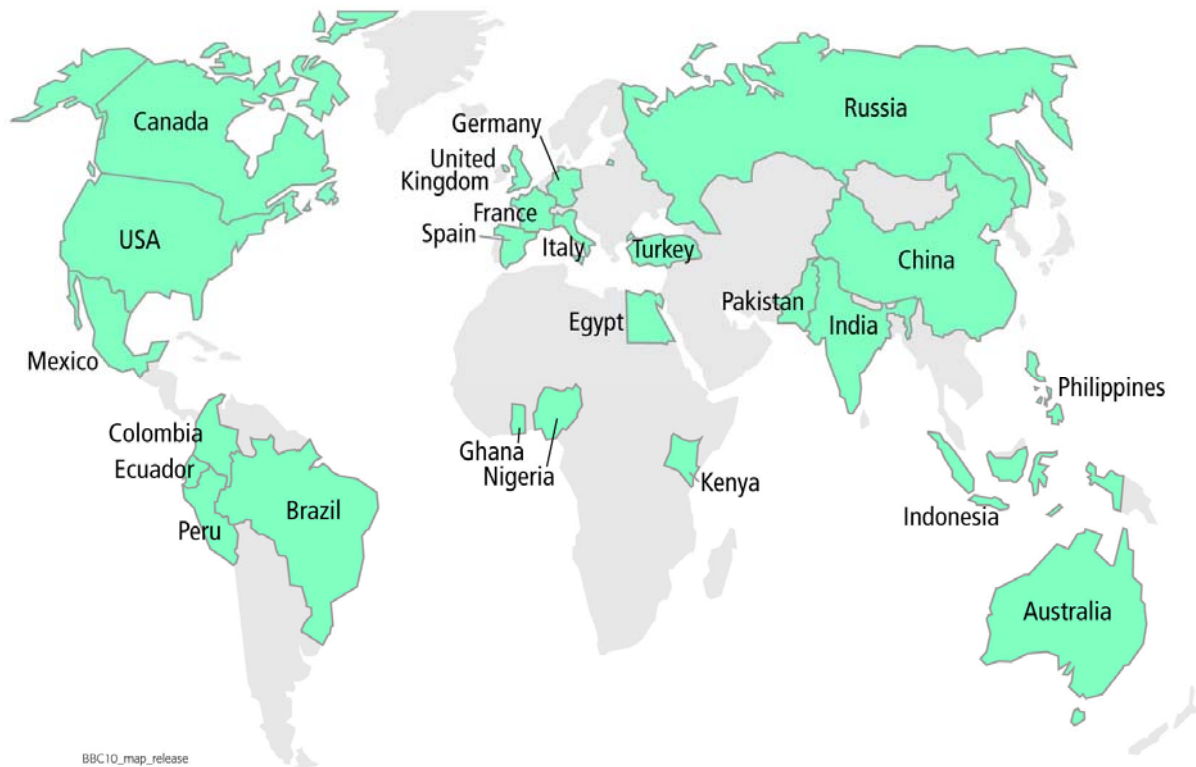 Canada
Russia
Germany
United
Kingdom
France
USA
Spain
Italy
Turkey
China
Pakistan
Egypt
India
Mexico
Philippines
Colombia
Ghana
Ecuador
Nigeria
Kenya
Brazil
Indonesia
Peru
Australia
BBC10_map_release